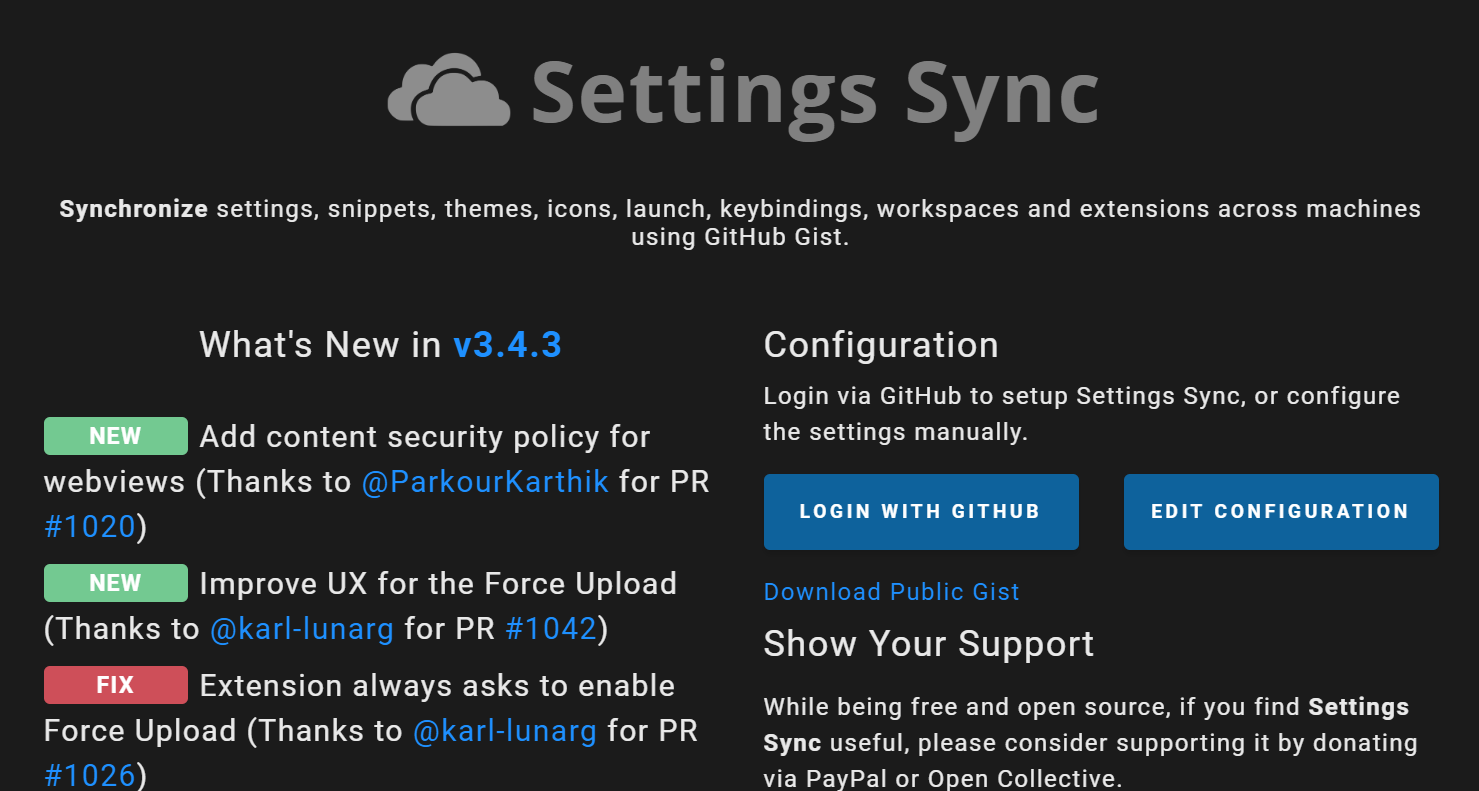 Settings Sync
Synchronize settings, snippets, themes, icons, launch, keybindings, workspaces and extensions across machines
using GitHub Gist.
What's New in v3.4.3
NEW Add content security policy for
webviews (Thanks to @ParkourKarthik for PR
#1020)
NEW Improve UX for the Force Upload
(Thanks to @karl-lunarg for PR #1042)
FIX Extension always asks to enable
Force Upload (Thanks to @karl-lunarg for PR
#1026)
Configuration
Login via GitHub to setup Settings Sync, or configure
the settings manually.
LOGIN WITH GITHUB
EDIT CONFIGURATION
Download Public Gist
Show Your Support
While being free and open source, if you find Settings
Sync useful, please consider supporting it by donating
via PayPal or Open Collective.